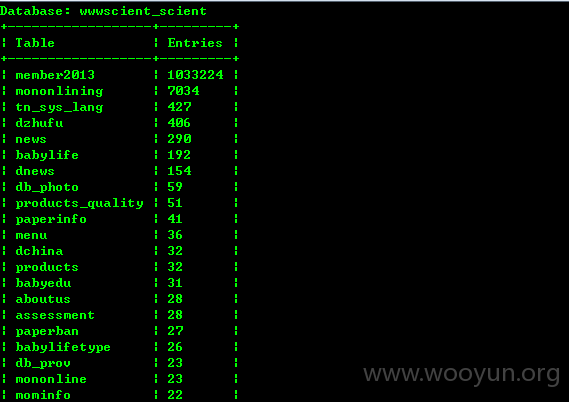 Database: wwwscient_scient
+-------------------+----------+
| Table | Entries |
+-------------------+----------+
| member2013 | 1033224 |
| mononlining | 7034 |
| tn_sys_lang | 427 |
| dzhufu | 406 |
| news | 290 |
| babylife | 192 |
| dnews | 154 |
| db_photo | 59 |
| products_quality | 51 |
| paperinfo | 41 |
| menu | 36 |
| dchina | 32 |
| products | 32 |
| babyedu | 31 |
| aboutus | 28 |
| assessment | 28 |
| paperban | 27 |
| babylifetype | 26 |
| db_prov | 23 |
| mononline | 23 |
| mominfo | 22 |
www.wooyun.org